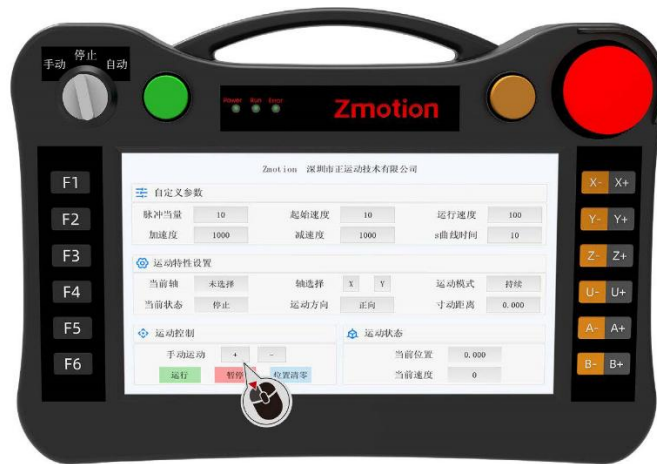 停止
手动 自动
Power Run Error
Zmotion
F1
F2
F3
F4
F5
F6
Zmotion 深圳市正运动技术有限公司
自定义参数
脉冲当量 10 起始速度 10 运行速度 100
加速度 1000 减速度 1000 s曲线时间 10
运动特性设置
当前轴 未选择 轴选择 X Y 运动模式 持续
当前状态 停止 运动方向 正向 寸动距离 0.000
运动控制
手动运动 + -
运行 暂停 位置清零
运动状态
当前位置 0.000
当前速度 0
X- X+
Y- Y+
Z- Z+
U- U+
A- A+
B- B+